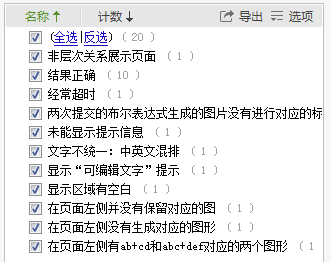 名称↑ 计数↓ 导出 选项
(全选|反选) ( 20 )
非层次关系展示页面 ( 1 )
结果正确 ( 10 )
经常超时 ( 1 )
两次提交的布尔表达式生成的图片没有进行对应的标
未能显示提示信息 ( 1 )
文字不统一：中英文混排 ( 1 )
显示“可编辑文字”提示 ( 1 )
显示区域有空白 ( 1 )
在页面左侧并没有保留对应的图 ( 1 )
在页面左侧没有生成对应的图形 ( 1 )
在页面左侧有ab+cd和abc+def对应的两个图形 ( 1